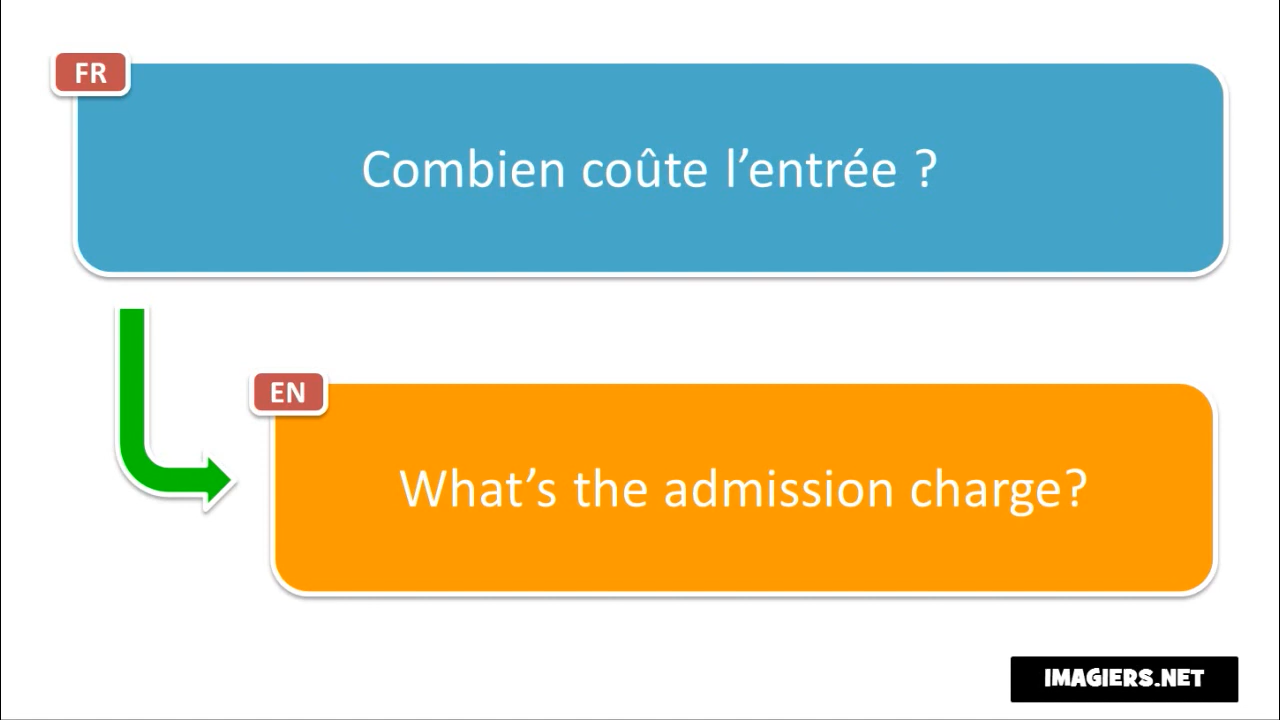 FR
Combien coûte l’entrée ?
EN
What’s the admission charge?
IMAGIERS.NET